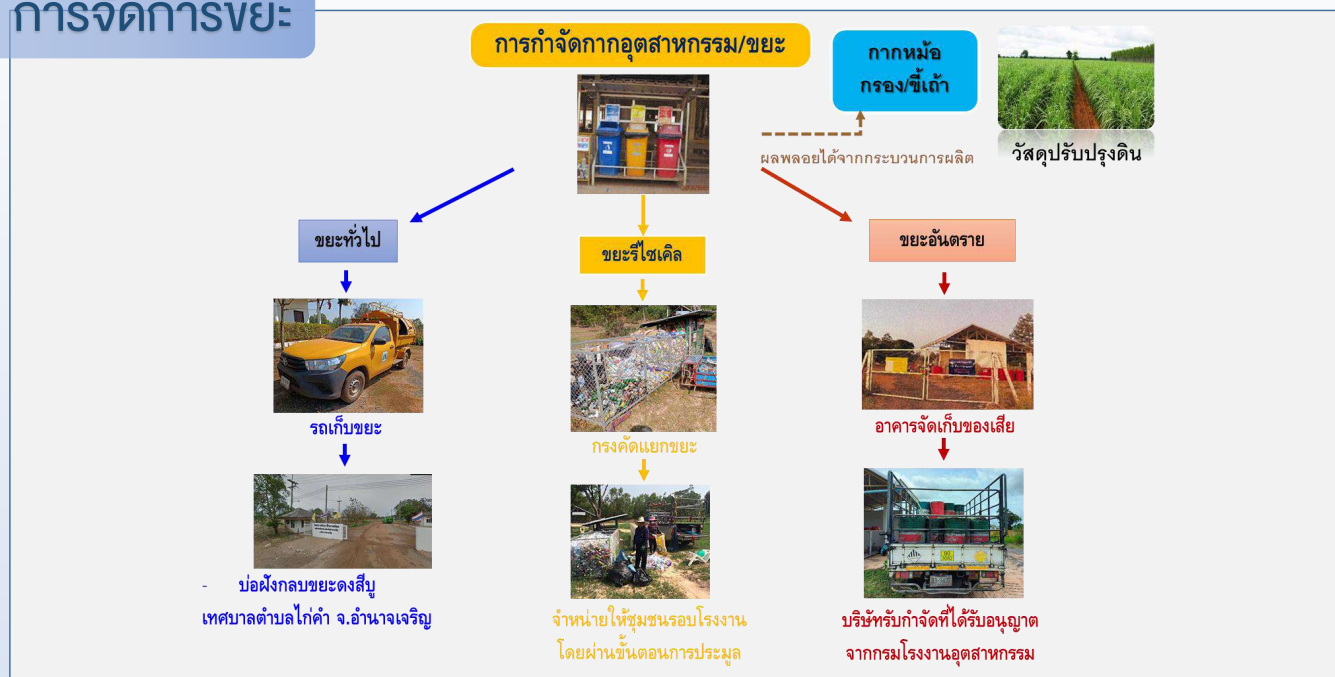 การจัดการขยะ
การกำจัดกากอุตสาหกรรม/ขยะ
กากหม้อ
กรอง/ขี้เถ้า
ผลพลอยได้จากกระบวนการผลิต
วัสดุปรับปรุงดิน
ขยะทั่วไป
ขยะรีไซเคิล
ขยะอันตราย
รถเก็บขยะ
กรงคัดแยกขยะ
อาคารจัดเก็บของเสีย
- บ่อฝังกลบขยะดงสีบู
เทศบาลตำบลไก่คำ จ.อำนาจเจริญ
จำหน่ายให้ชุมชนรอบโรงงาน
โดยผ่านขั้นตอนการประมูล
บริษัทรับกำจัดที่ได้รับอนุญาต
จากกรมโรงงานอุตสาหกรรม